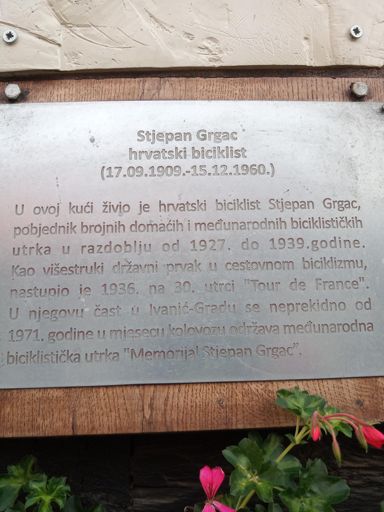 Stjepan Grgac
hrvatski biciklist
(17.09.1909.-15.12.1960.)
U ovoj kući živio je hrvatski biciklist Stjepan Grgac,
pobjednik brojnih domaćih i međunarodnih biciklističkih
utrka u razdoblju od 1927. do 1939.godine.
Kao višestruki državni prvak u cestovnom biciklizmu,
nastupio je 1936. na 30. utrci "Tour de France".
U njegovu čast u Ivanić-Gradu se neprekidno od
1971. godine u mjesecu kolovozu održava međunarodna
biciklistička utrka "Memorijal Stjepan Grgac".